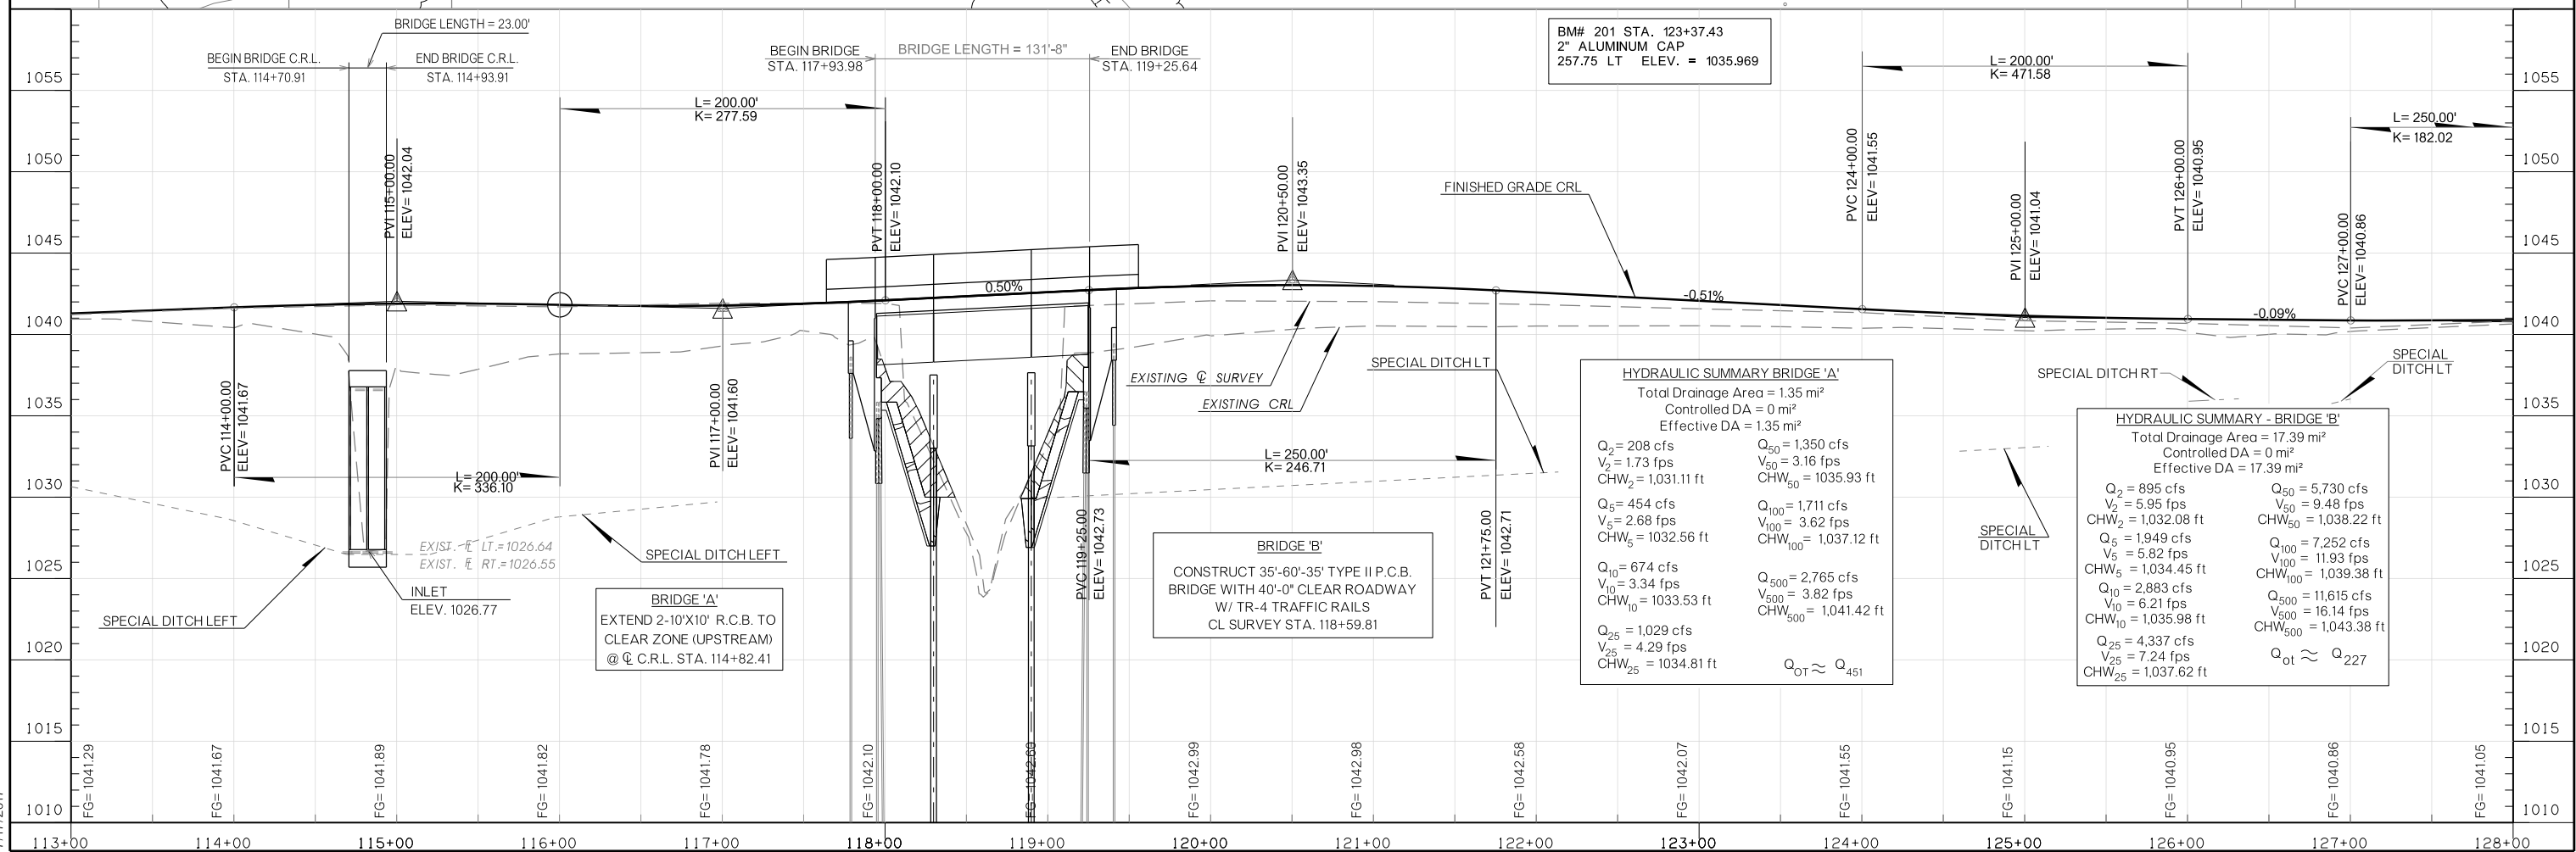 BRIDGE LENGTH = 23.00'
BEGIN BRIDGE C.R.L.
STA. 114+70.91
END BRIDGE C.R.L.
STA. 114+93.91
L= 200.00'
K= 277.59
BEGIN BRIDGE
STA. 117+93.98
BRIDGE LENGTH = 131'-8"
END BRIDGE
STA. 119+25.64
BM# 201 STA. 123+37.43
2" ALUMINUM CAP
257.75 LT ELEV. = 1035.969
L= 200.00'
K= 471.58
L= 250.00'
K= 182.02
1055
1050
1045
1040
1035
1030
1025
1020
1015
1010
1055
1050
1045
1040
1035
1030
1025
1020
1015
1010
PVI 115+00.00
ELEV= 1042.04
PVT 118+00.00
ELEV= 1042.10
PVI 120+50.00
ELEV= 1043.35
PVC 124+00.00
ELEV= 1041.55
PVI 125+00.00
ELEV= 1041.04
PVT 126+00.00
ELEV= 1040.95
PVC 127+00.00
ELEV= 1040.86
FINISHED GRADE CRL
0.50%
-0.51%
-0.09%
PVC 114+00.00
ELEV= 1041.67
PVI 117+00.00
ELEV= 1041.60
L= 200.00'
K= 336.10
EXISTING ℄ SURVEY
EXISTING CRL
SPECIAL DITCH LT
L= 250.00'
K= 246.71
PVC 119+25.00
ELEV= 1042.73
PVT 121+75.00
ELEV= 1042.71
SPECIAL DITCH RT
SPECIAL
DITCH LT
SPECIAL
DITCH LT
EXIST. ℄ LT.=1026.64
EXIST. ℄ RT.=1026.55
SPECIAL DITCH LEFT
INLET
ELEV. 1026.77
SPECIAL DITCH LEFT
BRIDGE 'A'
EXTEND 2-10'X10' R.C.B. TO
CLEAR ZONE (UPSTREAM)
@ ℄ C.R.L. STA. 114+82.41
BRIDGE 'B'
CONSTRUCT 35'-60'-35' TYPE II P.C.B.
BRIDGE WITH 40'-0" CLEAR ROADWAY
W/ TR-4 TRAFFIC RAILS
CL SURVEY STA. 118+59.81
HYDRAULIC SUMMARY BRIDGE 'A'
Total Drainage Area = 1.35 mi²
Controlled DA = 0 mi²
Effective DA = 1.35 mi²
Q2= 208 cfs
V2= 1.73 fps
CHW2= 1,031.11 ft
Q5= 454 cfs
V5= 2.68 fps
CHW5= 1032.56 ft
Q10= 674 cfs
V10= 3.34 fps
CHW10= 1033.53 ft
Q25 = 1,029 cfs
V25 = 4.29 fps
CHW25 = 1034.81 ft
Q50= 1,350 cfs
V50= 3.16 fps
CHW50= 1035.93 ft
Q100= 1,711 cfs
V100= 3.62 fps
CHW100= 1,037.12 ft
Q500= 2,765 cfs
V500= 3.82 fps
CHW500= 1,041.42 ft
QOT ≈ Q451
HYDRAULIC SUMMARY - BRIDGE 'B'
Total Drainage Area = 17.39 mi²
Controlled DA = 0 mi²
Effective DA = 17.39 mi²
Q2 = 895 cfs
V2 = 5.95 fps
CHW2 = 1,032.08 ft
Q5 = 1,949 cfs
V5 = 5.82 fps
CHW5 = 1,034.45 ft
Q10 = 2,883 cfs
V10 = 6.21 fps
CHW10 = 1,035.98 ft
Q25 = 4,337 cfs
V25 = 7.24 fps
CHW25 = 1,037.62 ft
Q50 = 5,730 cfs
V50 = 9.48 fps
CHW50 = 1,038.22 ft
Q100 = 7,252 cfs
V100 = 11.93 fps
CHW100 = 1,039.38 ft
Q500 = 11,615 cfs
V500 = 16.14 fps
CHW500 = 1,043.38 ft
Qot ≈ Q227
FG= 1041.29
FG= 1041.67
FG= 1041.89
FG= 1041.82
FG= 1041.78
FG= 1042.10
FG= 1042.60
FG= 1042.99
FG= 1042.98
FG= 1042.58
FG= 1042.07
FG= 1041.55
FG= 1041.15
FG= 1040.95
FG= 1040.86
FG= 1041.05
113+00
114+00
115+00
116+00
117+00
118+00
119+00
120+00
121+00
122+00
123+00
124+00
125+00
126+00
127+00
128+00